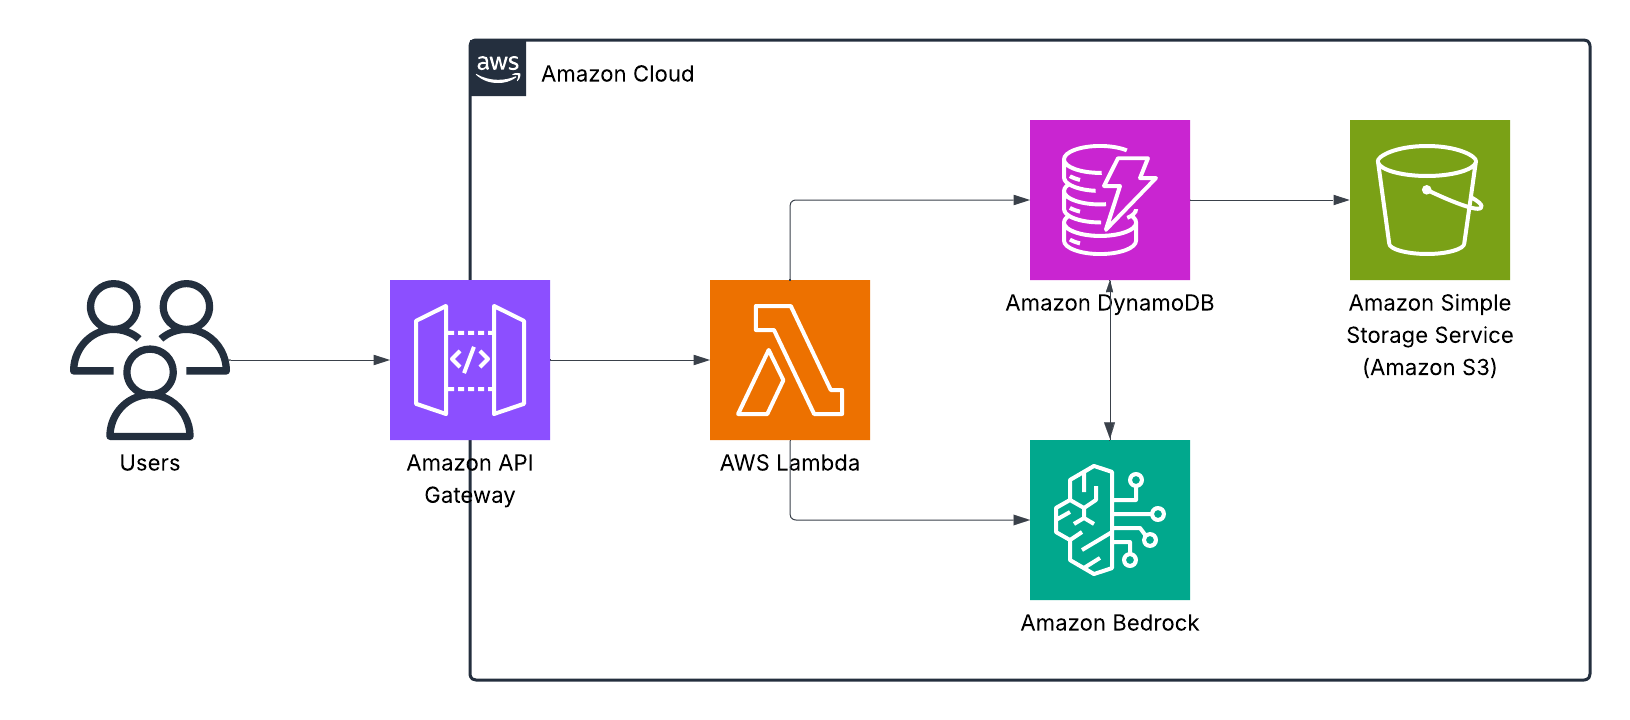 aws
Amazon Cloud
Users
Amazon API
Gateway
</>
AWS Lambda
Amazon DynamoDB
Amazon Simple
Storage Service
(Amazon S3)
Amazon Bedrock